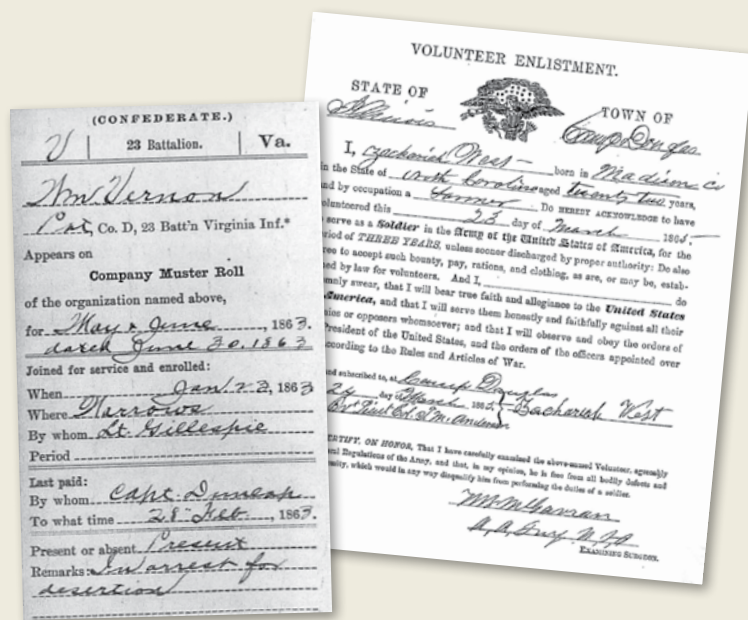 (CONFEDERATE.)
V | 23 Battalion. | Va.
Wm Vernon
Pvt, Co. D, 23 Batt'n Virginia Inf.*
Appears on
Company Muster Roll
of the organization named above,
for May & June, 1863.
dated June 30. 1863
Joined for service and enrolled:
When Jan 23, 1863
Where Narrows
By whom Lt. Gillespie
Period
Last paid:
By whom Capt. Duncan
To what time 28 Feb, 1863.
Present or absent Present
Remarks: In arrest for
desertion
VOLUNTEER ENLISTMENT.
STATE OF TOWN OF
Illinois Camp Douglas
I, Zachariah West born in Madison Co
in the State of North Carolina aged twenty two years,
and by occupation a Farmer Do HEREBY ACKNOWLEDGE to have
volunteered this 23 day of March 1865,
serve as a Soldier in the Army of the United States of America, for the
period of THREE YEARS, unless sooner discharged by proper authority: Do also
agree to accept such bounty, pay, rations, and clothing, as are, or may be, estab-
lished by law for volunteers. And I, do
solemnly swear, that I will bear true faith and allegiance to the United States
America, and that I will serve them honestly and faithfully against all their
enemies or opposers whomsoever; and that I will observe and obey the orders of
President of the United States, and the orders of the officers appointed over
according to the Rules and Articles of War.
and subscribed to, at Camp Douglas
24 day of March 1865, Zachariah West
Bvt Lieut Col. Anderson
CERTIFY, ON HONOR, That I have carefully examined the above-named Volunteer, agreeably
Regulations of the Army, and that, in my opinion, he is free from all bodily defects and
which would in any way disqualify him from performing the duties of a soldier.
EXAMINING SURGEON.